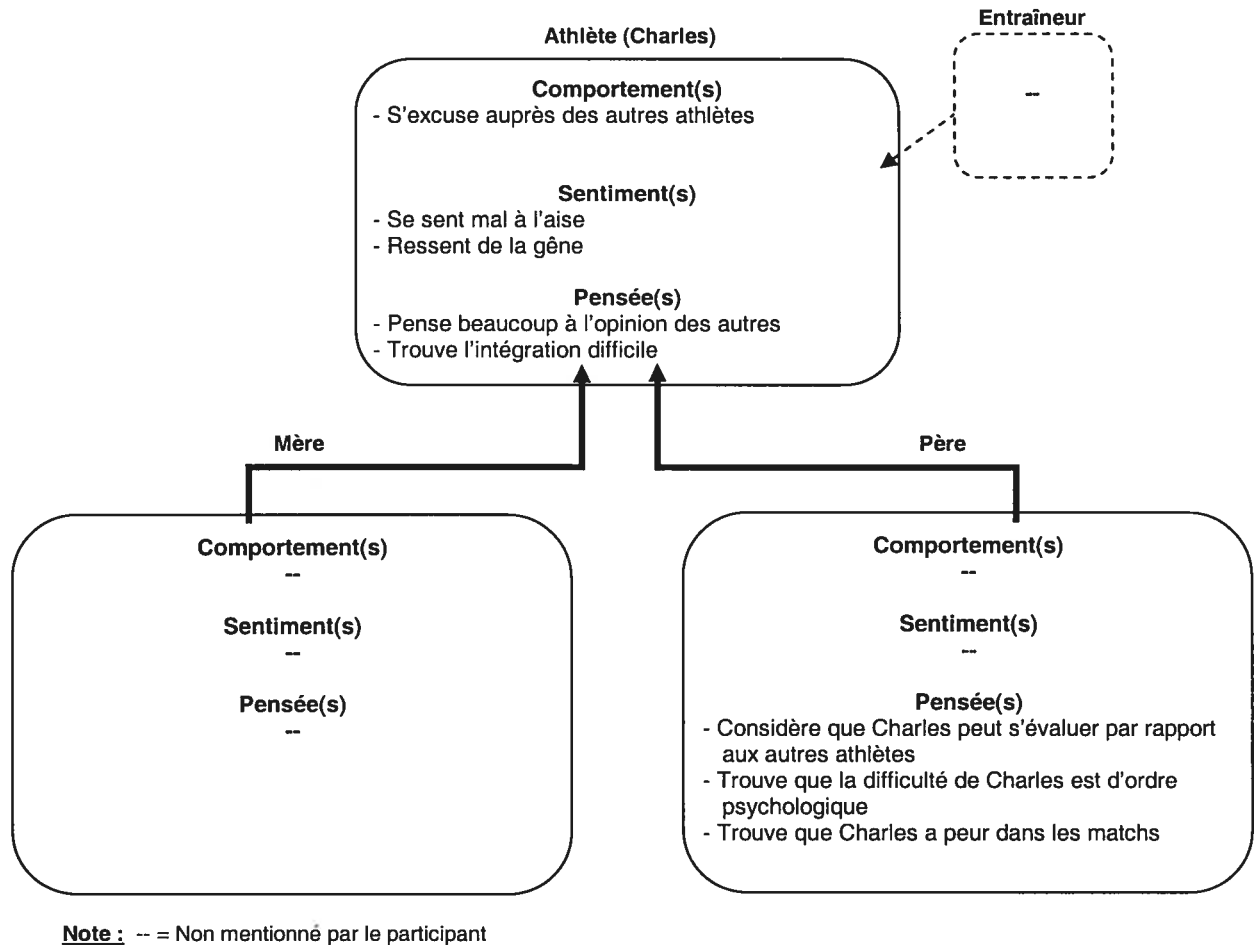 Entraîneur
--
Athlète (Charles)
Comportement(s)
- S'excuse auprès des autres athlètes
Sentiment(s)
- Se sent mal à l'aise
- Ressent de la gêne
Pensée(s)
- Pense beaucoup à l'opinion des autres
- Trouve l'intégration difficile
Mère
Comportement(s)
--
Sentiment(s)
--
Pensée(s)
--
Père
Comportement(s)
--
Sentiment(s)
--
Pensée(s)
- Considère que Charles peut s'évaluer par rapport
aux autres athlètes
- Trouve que la difficulté de Charles est d'ordre
psychologique
- Trouve que Charles a peur dans les matchs
Note : -- = Non mentionné par le participant